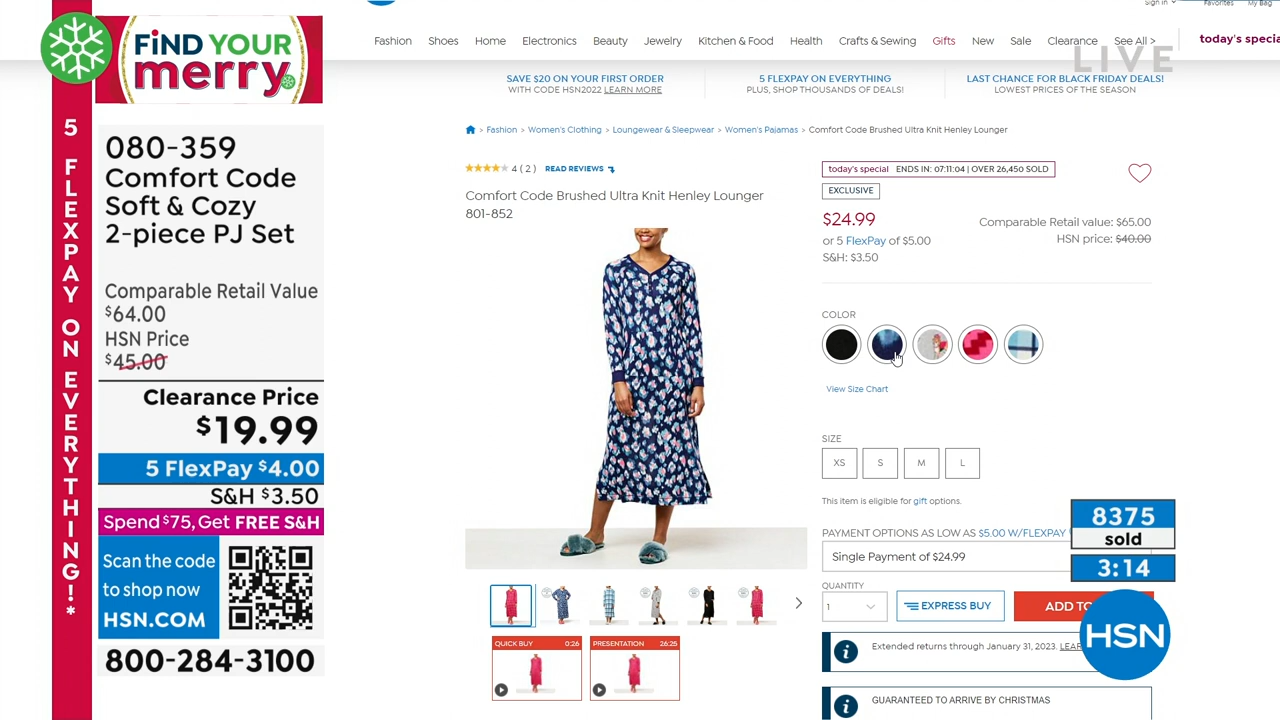 FiND YOUR
merry
5 FLEXPAY ON EVERYTHING!*
080-359
Comfort Code
Soft & Cozy
2-piece PJ Set
Comparable Retail Value
$64.00
HSN Price
$45.00
Clearance Price
$19.99
5 FlexPay $4.00
S&H $3.50
Spend $75, Get FREE S&H
Scan the code
to shop now
HSN.COM
800-284-3100
Sign in
Favorites
My Bag
Fashion Shoes Home Electronics Beauty Jewelry Kitchen & Food Health Crafts & Sewing Gifts New Sale Clearance See All >
today's specia
LIVE
SAVE $20 ON YOUR FIRST ORDER
WITH CODE HSN2022 LEARN MORE
5 FLEXPAY ON EVERYTHING
PLUS, SHOP THOUSANDS OF DEALS!
LAST CHANCE FOR BLACK FRIDAY DEALS!
LOWEST PRICES OF THE SEASON
> Fashion > Women's Clothing > Loungewear & Sleepwear > Women's Pajamas > Comfort Code Brushed Ultra Knit Henley Lounger
4 ( 2 ) READ REVIEWS
Comfort Code Brushed Ultra Knit Henley Lounger
801-852
today's special ENDS IN: 07:11:04 | OVER 26,450 SOLD
EXCLUSIVE
$24.99
or 5 FlexPay of $5.00
S&H: $3.50
Comparable Retail value: $65.00
HSN price: $40.00
COLOR
View Size Chart
SIZE
XS S M L
This item is eligible for gift options.
PAYMENT OPTIONS AS LOW AS $5.00 W/FLEXPAY
Single Payment of $24.99
QUANTITY
1
EXPRESS BUY
ADD TO
Extended returns through January 31, 2023. LEAR
GUARANTEED TO ARRIVE BY CHRISTMAS
QUICK BUY 0:26
PRESENTATION 26:25
8375
sold
3:14
HSN